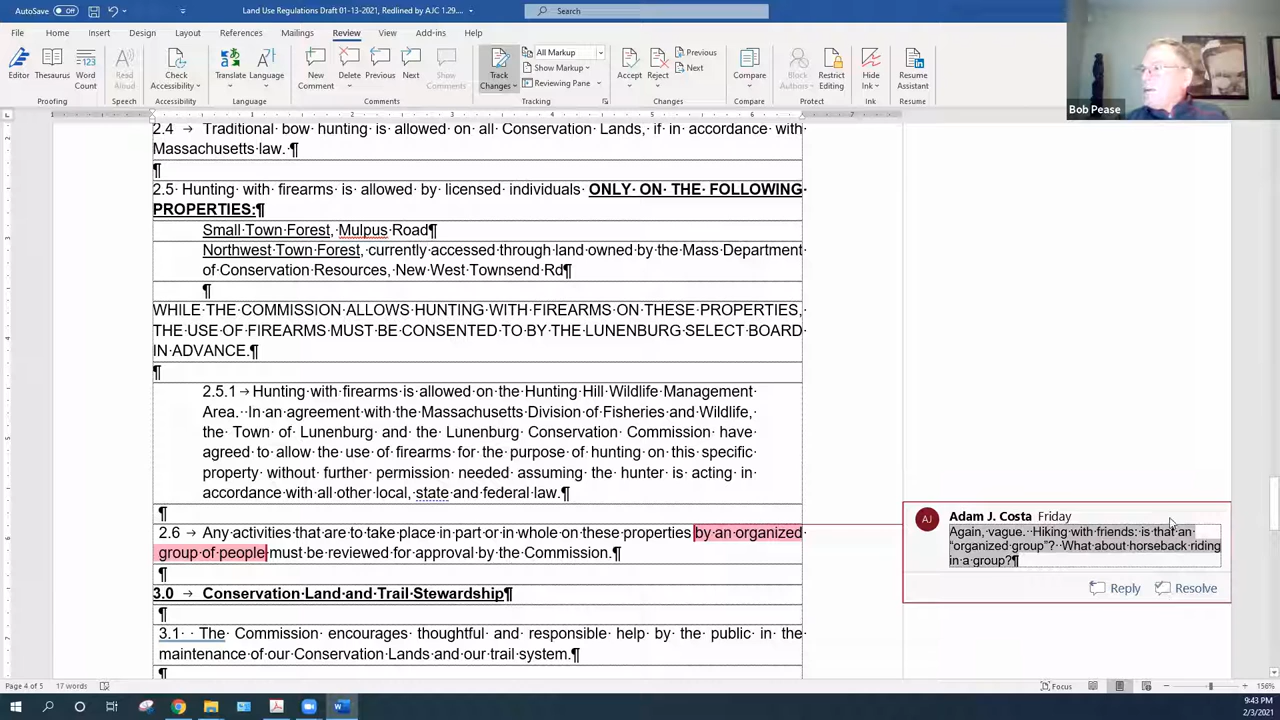 AutoSave Off
Land Use Regulations Draft 01-13-2021, Redlined by AJC 1.29....
Search
File Home Insert Design Layout References Mailings Review View Add-ins Help
Editor Thesaurus Word Count
Proofing
Read Aloud
Speech
Check Accessibility
Accessibility
Translate Language
Language
New Comment Delete Previous Next Show Comments
Comments
Track Changes
All Markup
Show Markup
Reviewing Pane
Tracking
Accept Reject
Previous
Next
Changes
Compare
Compare
Block Authors Restrict Editing
Protect
Hide Ink
Ink
Resume Assistant
Resume
Bob Pease
2.4 → Traditional bow hunting is allowed on all Conservation Lands, if in accordance with
Massachusetts law. ¶
¶
2.5 Hunting with firearms is allowed by licensed individuals ONLY ON THE FOLLOWING
PROPERTIES:¶
Small Town Forest, Mulpus Road¶
Northwest Town Forest, currently accessed through land owned by the Mass Department
of Conservation Resources, New West Townsend Rd¶
¶
WHILE THE COMMISSION ALLOWS HUNTING WITH FIREARMS ON THESE PROPERTIES,
THE USE OF FIREARMS MUST BE CONSENTED TO BY THE LUNENBURG SELECT BOARD
IN ADVANCE.¶
¶
2.5.1 → Hunting with firearms is allowed on the Hunting Hill Wildlife Management
Area. In an agreement with the Massachusetts Division of Fisheries and Wildlife,
the Town of Lunenburg and the Lunenburg Conservation Commission have
agreed to allow the use of firearms for the purpose of hunting on this specific
property without further permission needed assuming the hunter is acting in
accordance with all other local, state and federal law.¶
¶
2.6 → Any activities that are to take place in part or in whole on these properties by an organized
group of people must be reviewed for approval by the Commission.¶
¶
3.0 → Conservation Land and Trail Stewardship¶
¶
3.1 The Commission encourages thoughtful and responsible help by the public in the
maintenance of our Conservation Lands and our trail system.¶
¶
AJ Adam J. Costa Friday
Again, vague. Hiking with friends: is that an
"organized group"? What about horseback riding
in a group?¶
Reply Resolve
Page 4 of 5 17 words
Focus
156%
9:43 PM
2/3/2021